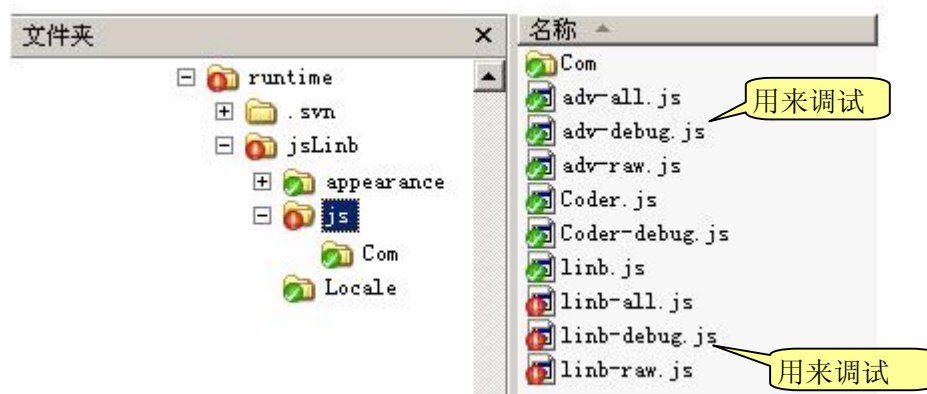 文件夹
runtime
.svn
jsLinb
appearance
js
Com
Locale
名称
Com
adv-all.js
adv-debug.js
adv-raw.js
Coder.js
Coder-debug.js
linb.js
linb-all.js
linb-debug.js
linb-raw.js
用来调试
用来调试